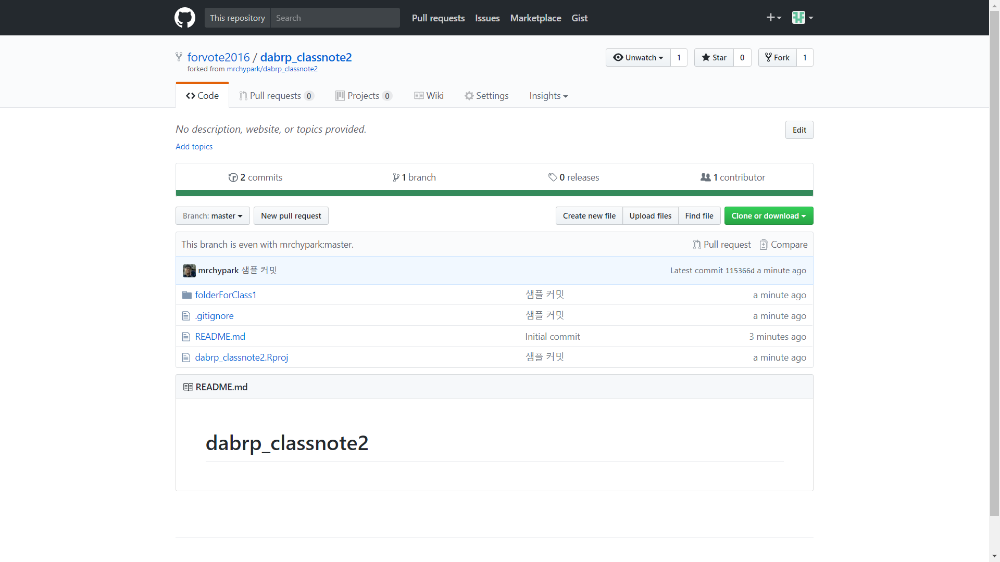 This repository Search Pull requests Issues Marketplace Gist
forvote2016 / dabrp_classnote2 Unwatch 1 Star 0 Fork 1
forked from mrchypark/dabrp_classnote2
Code Pull requests 0 Projects 0 Wiki Settings Insights
No description, website, or topics provided. Edit
Add topics
2 commits 1 branch 0 releases 1 contributor
Branch: master New pull request Create new file Upload files Find file Clone or download
This branch is even with mrchypark:master. Pull request Compare
mrchypark 샘플 커밋 Latest commit 115366d a minute ago
folderForClass1 샘플 커밋 a minute ago
.gitignore 샘플 커밋 a minute ago
README.md Initial commit 3 minutes ago
dabrp_classnote2.Rproj 샘플 커밋 a minute ago
README.md
dabrp_classnote2